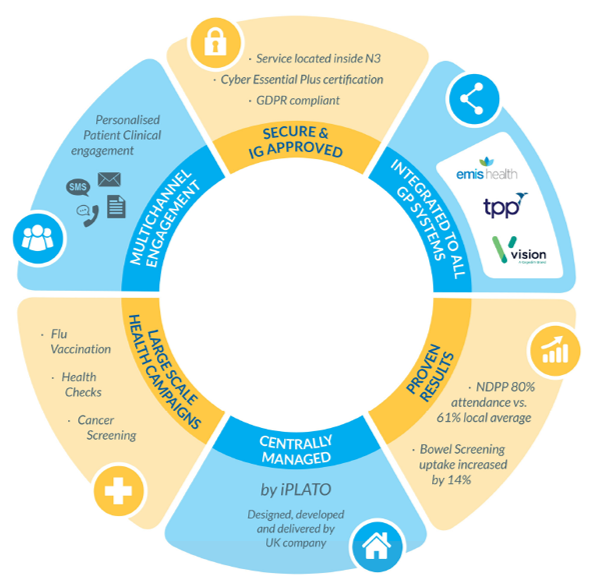 · Service located inside N3
· Cyber Essential Plus certification
· GDPR compliant
SECURE &
IG APPROVED
emis health
tpp
vision
INTEGRATED TO ALL
GP SYSTEMS
PROVEN
RESULTS
· NDPP 80%
attendance vs.
61% local average
· Bowel Screening
uptake increased
by 14%
CENTRALLY
MANAGED
by iPLATO
Designed, developed
and delivered by
UK company
LARGE SCALE
HEALTH CAMPAIGNS
· Flu
Vaccination
· Health
Checks
· Cancer
Screening
MULTICHANNEL
ENGAGEMENT
Personalised
Patient Clinical
engagement
SMS